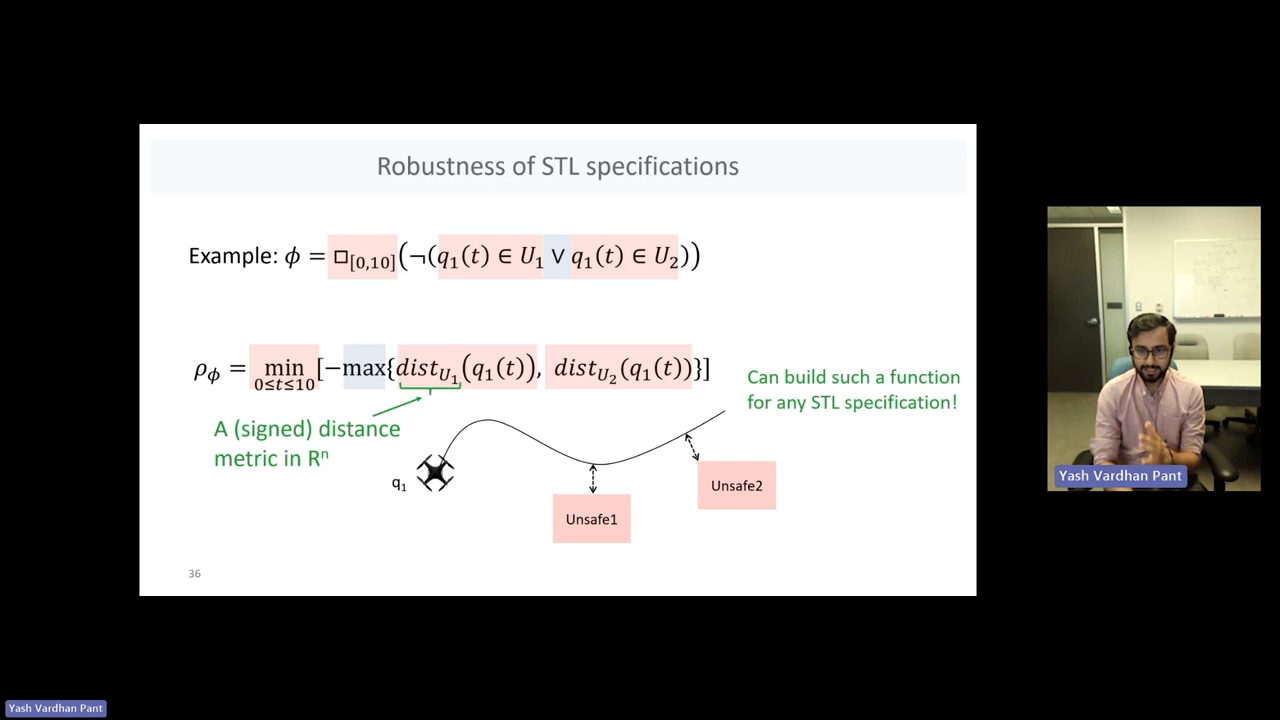 Robustness of STL specifications
Example: ϕ = □[0,10](¬(q₁(t) ∈ U₁ ∨ q₁(t) ∈ U₂))
ρ_ϕ = min 0≤t≤10 [−max{dist_U₁(q₁(t)), dist_U₂(q₁(t))}]
Can build such a function
for any STL specification!
A (signed) distance
metric in Rⁿ
q₁
Unsafe1
Unsafe2
36
Yash Vardhan Pant
Yash Vardhan Pant